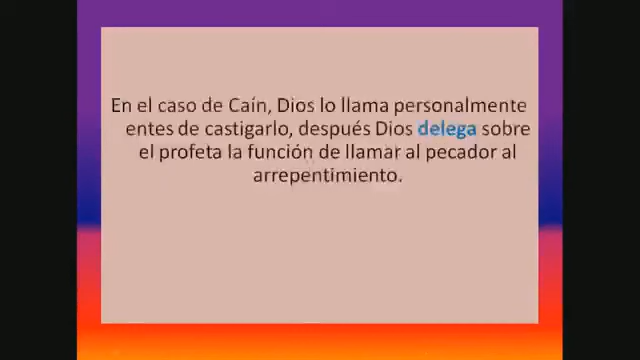 En el caso de Caín, Dios lo llama personalmente
entes de castigarlo, después Dios delega sobre
el profeta la función de llamar al pecador al
arrepentimiento.